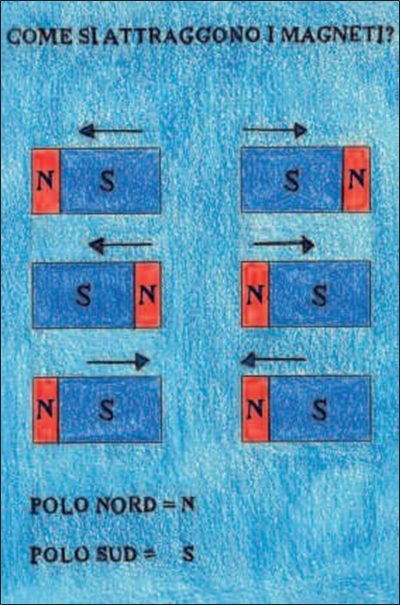 COME SI ATTRAGGONO I MAGNETI?
N S S N
S N N S
N S N S
POLO NORD = N
POLO SUD = S